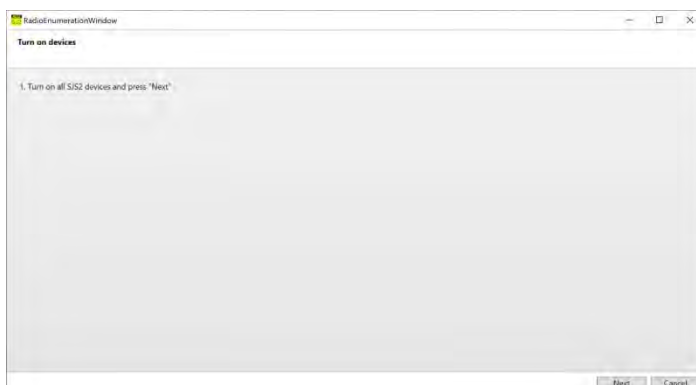 RadioEnumerationWindow
Turn on devices
1. Turn on all SJS2 devices and press "Next"
Next Cancel